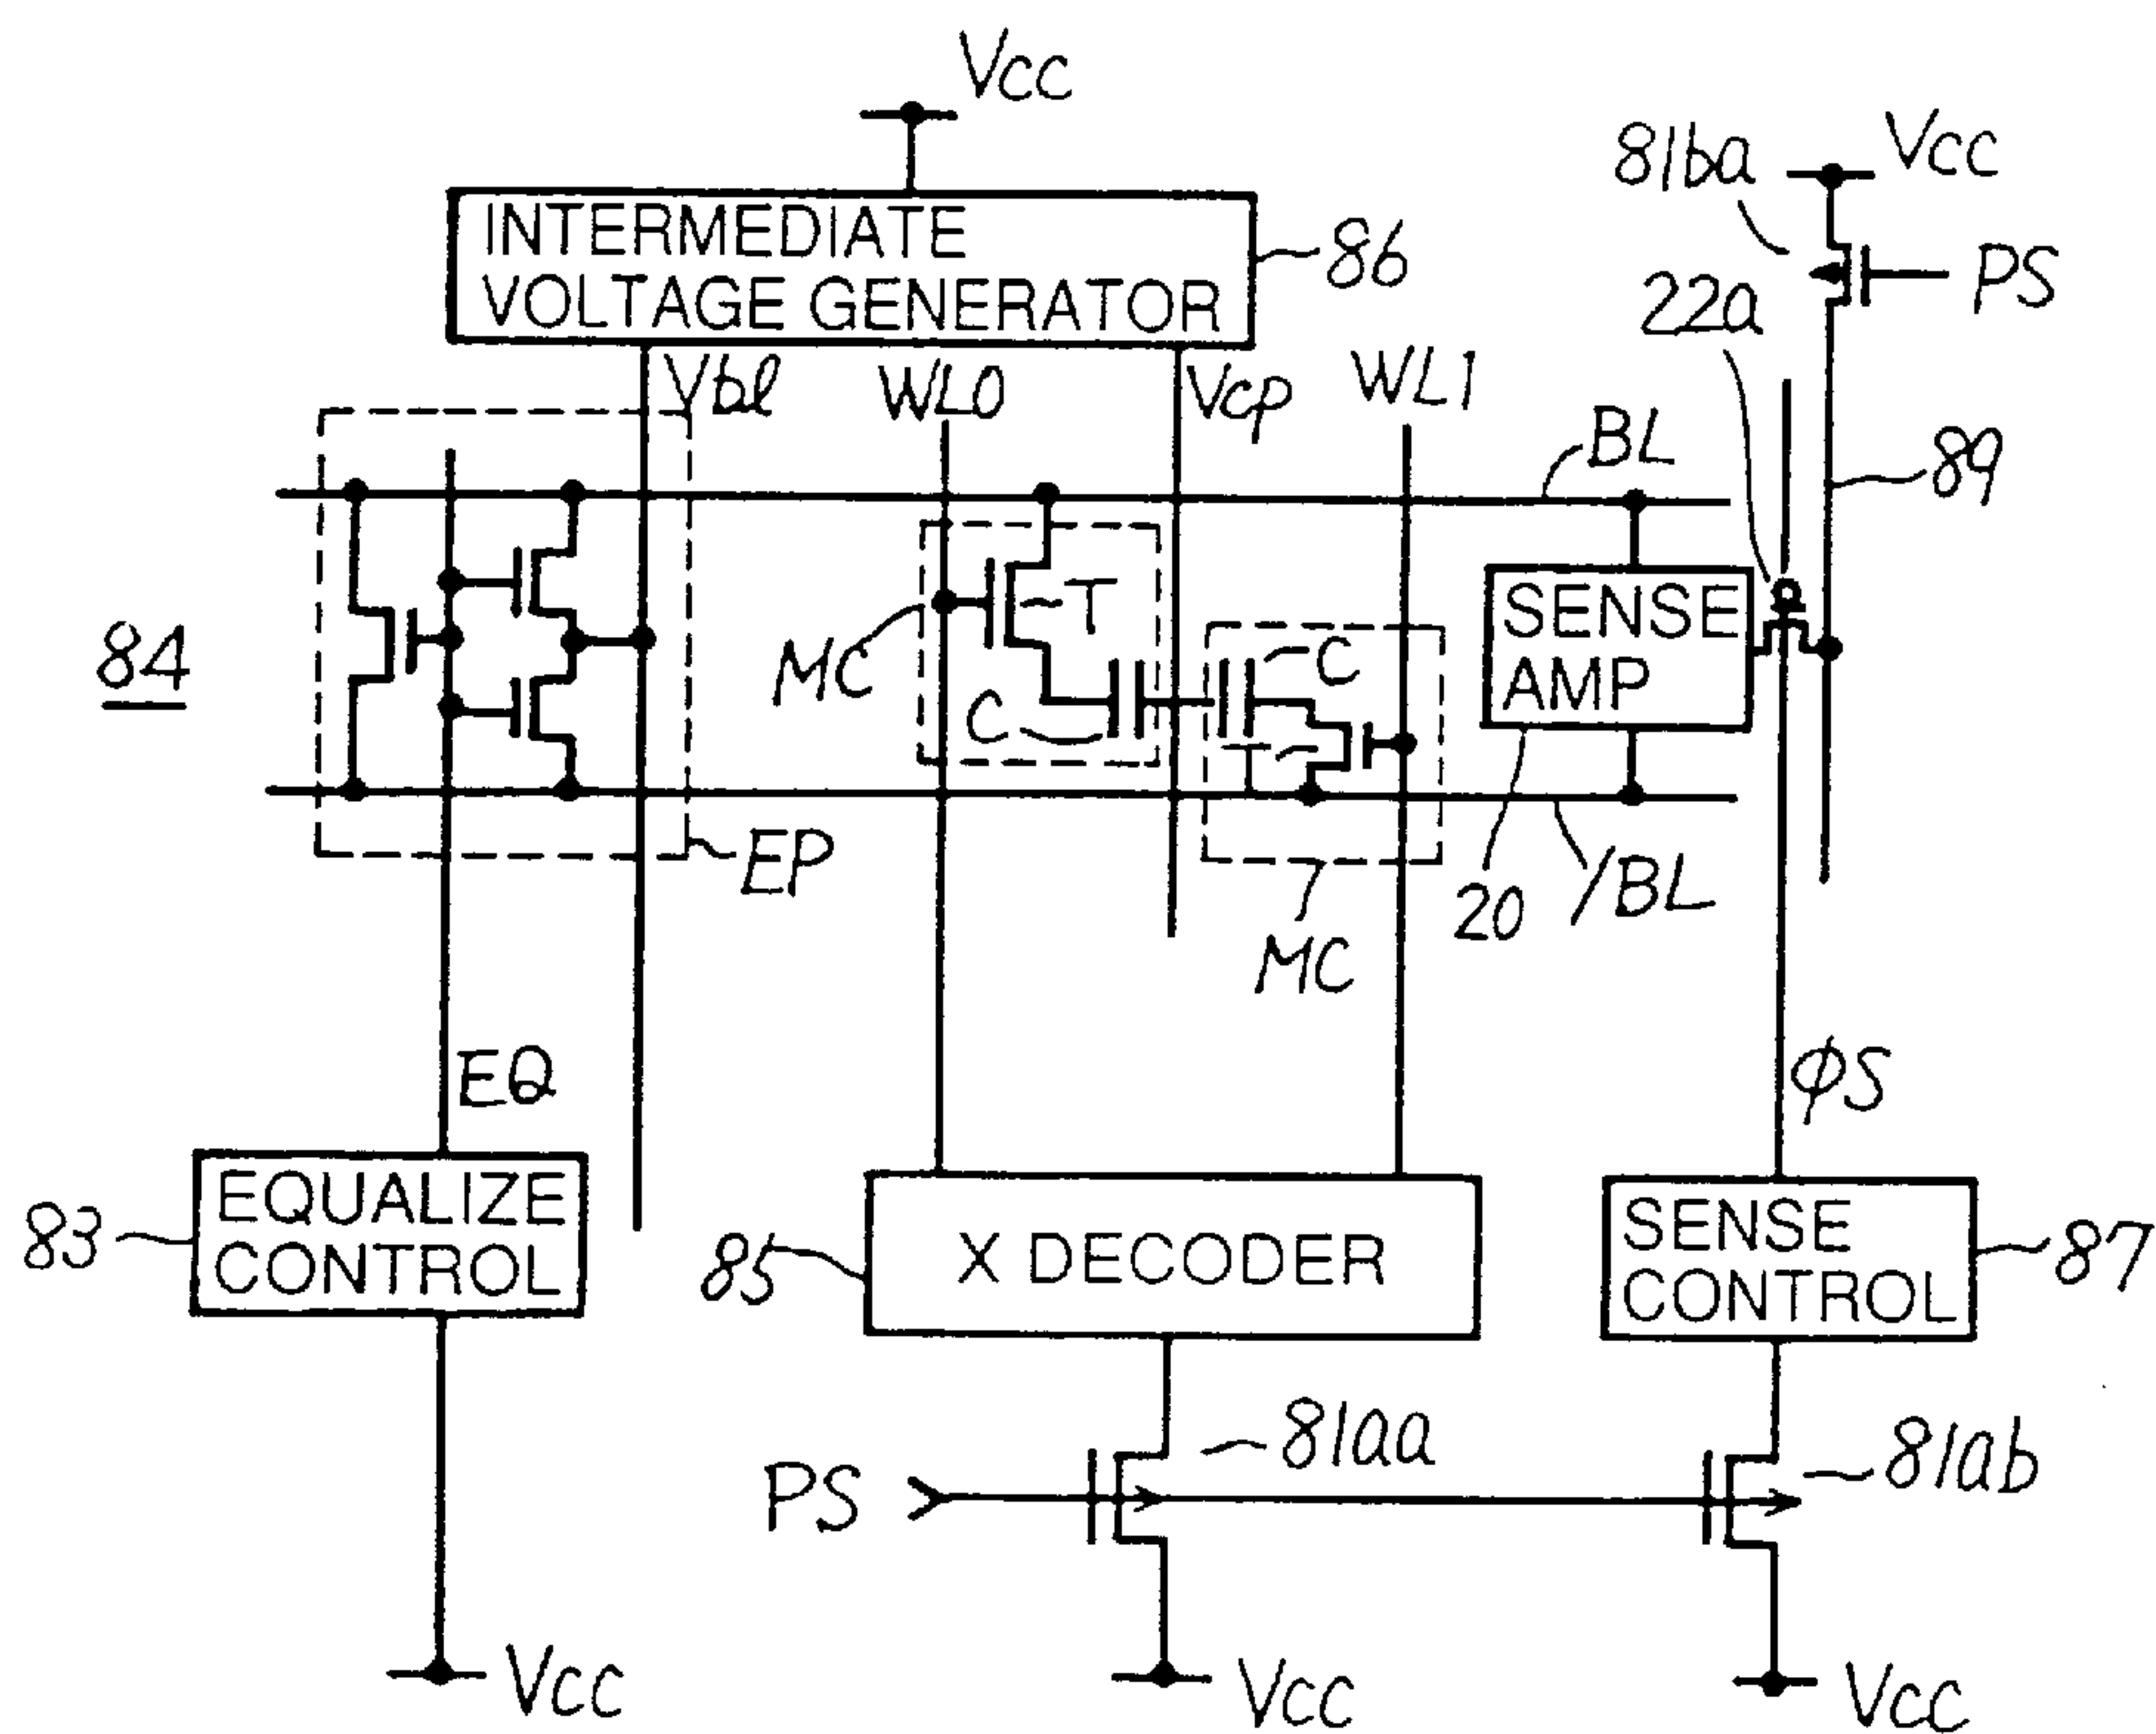 Vcc
81ba
Vcc
INTERMEDIATE
VOLTAGE GENERATOR
86
PS
22a
Vbl
WL0
Vcp
WL1
BL
89
84
MC
T
C
C
T
SENSE
AMP
EP
MC
20
/BL
EQ
φS
83
EQUALIZE
CONTROL
85
X DECODER
SENSE
CONTROL
87
81aa
81ab
PS
Vcc
Vcc
Vcc